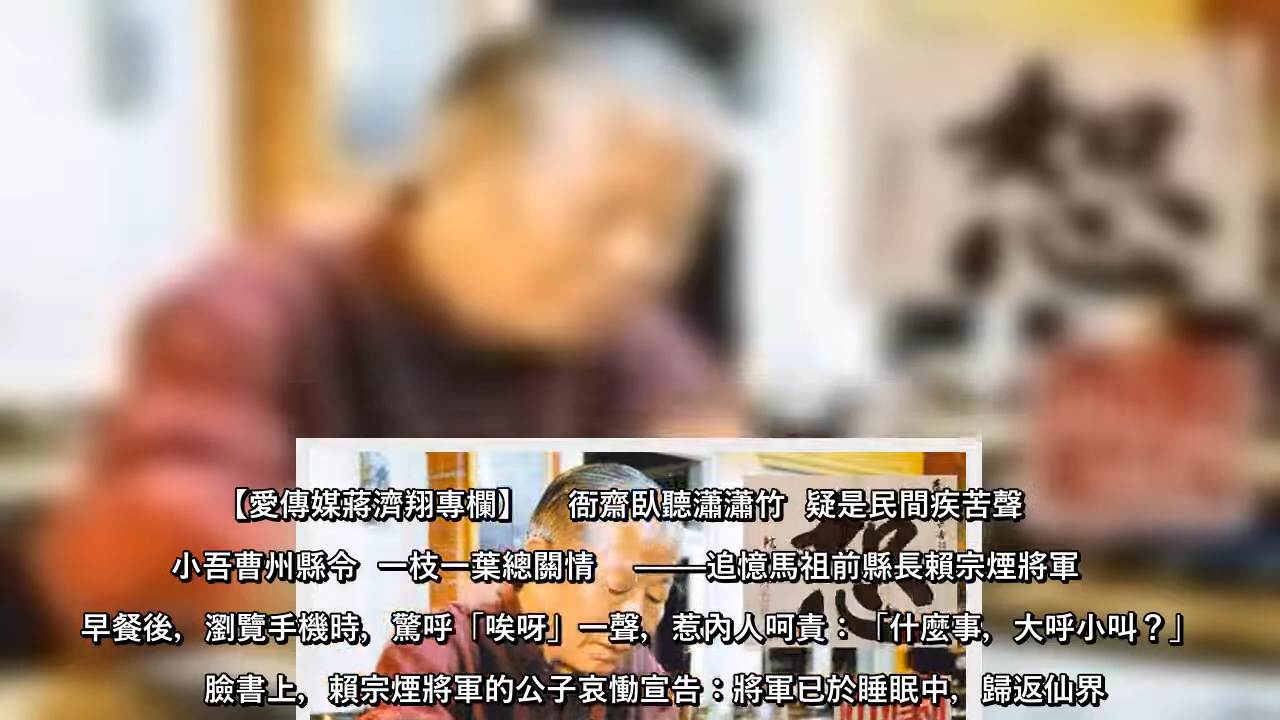 【愛傳媒蔣濟翔專欄】 衙齋臥聽瀟瀟竹 疑是民間疾苦聲
小吾曹州縣令 一枝一葉總關情 ——追憶馬祖前縣長賴宗煙將軍
早餐後，瀏覽手機時，驚呼「唉呀」一聲，惹內人呵責：「什麼事，大呼小叫？」
臉書上，賴宗煙將軍的公子哀慟宣告：將軍已於睡眠中，歸返仙界